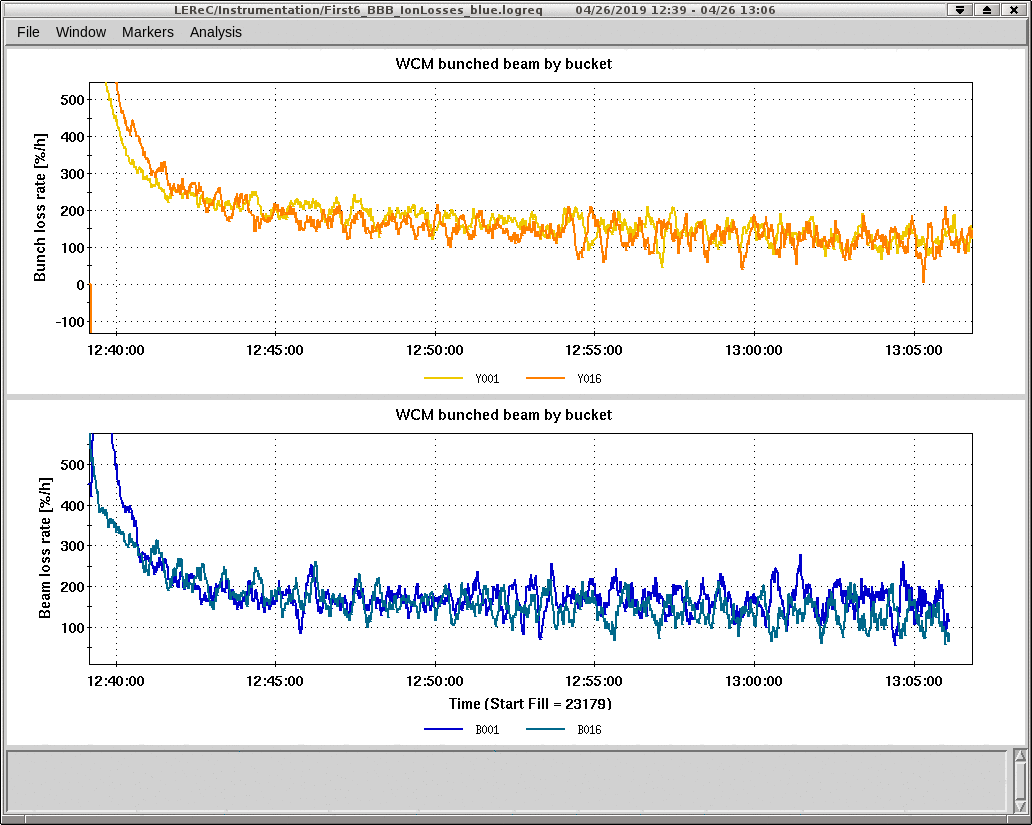 LEReC/Instrumentation/First6_BBB_IonLosses_blue.logreq 04/26/2019 12:39 - 04/26 13:06
File Window Markers Analysis
WCM bunched beam by bucket
Bunch loss rate [%/h]
500
400
300
200
100
0
-100
12:40:00 12:45:00 12:50:00 12:55:00 13:00:00 13:05:00
Y001 Y016
WCM bunched beam by bucket
Beam loss rate [%/h]
500
400
300
200
100
12:40:00 12:45:00 12:50:00 12:55:00 13:00:00 13:05:00
Time (Start Fill = 23179)
B001 B016